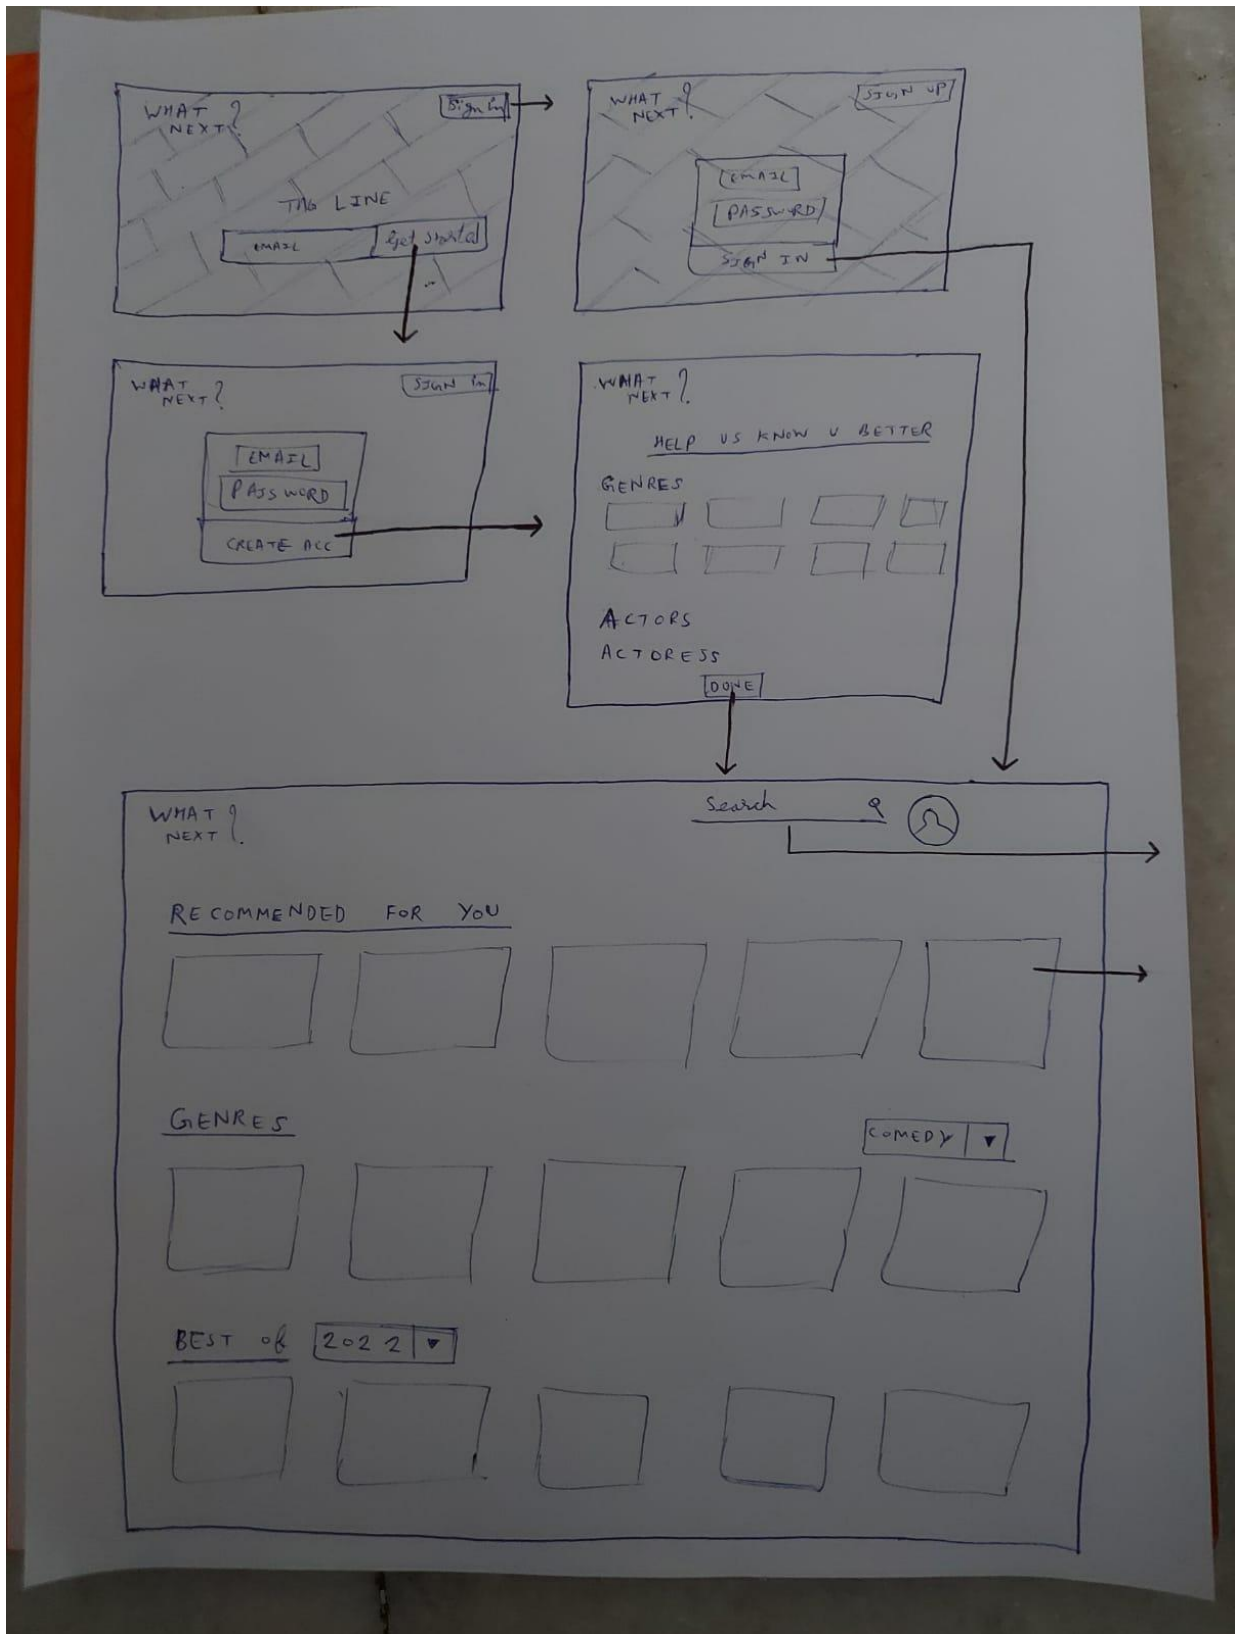 WHAT
NEXT?
Sign in
TAG LINE
EMAIL
Get started
WHAT
NEXT?
SIGN UP
EMAIL
PASSWORD
SIGN IN
WHAT
NEXT?
SIGN in
EMAIL
PASSWORD
CREATE ACC
WHAT
NEXT?
HELP US KNOW U BETTER
GENRES
ACTORS
ACTORESS
DONE
WHAT
NEXT?
Search
RECOMMENDED FOR YOU
GENRES
COMEDY
BEST of 2022